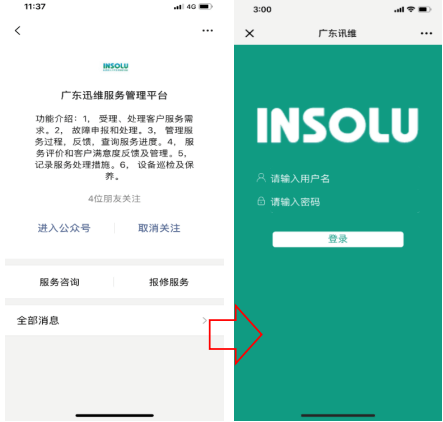 11:37
4G
INSOLU
广东迅维服务管理平台
功能介绍：1，受理、处理客户服务需
求。2，故障申报和处理。3，管理服
务过程，反馈，查询服务进度。4，服
务评价和客户满意度反馈及管理。5，
记录服务处理措施。6，设备巡检及保
养。
4位朋友关注
进入公众号 取消关注
服务咨询 报修服务
全部消息
3:00
广东讯维
INSOLU
请输入用户名
请输入密码
登录